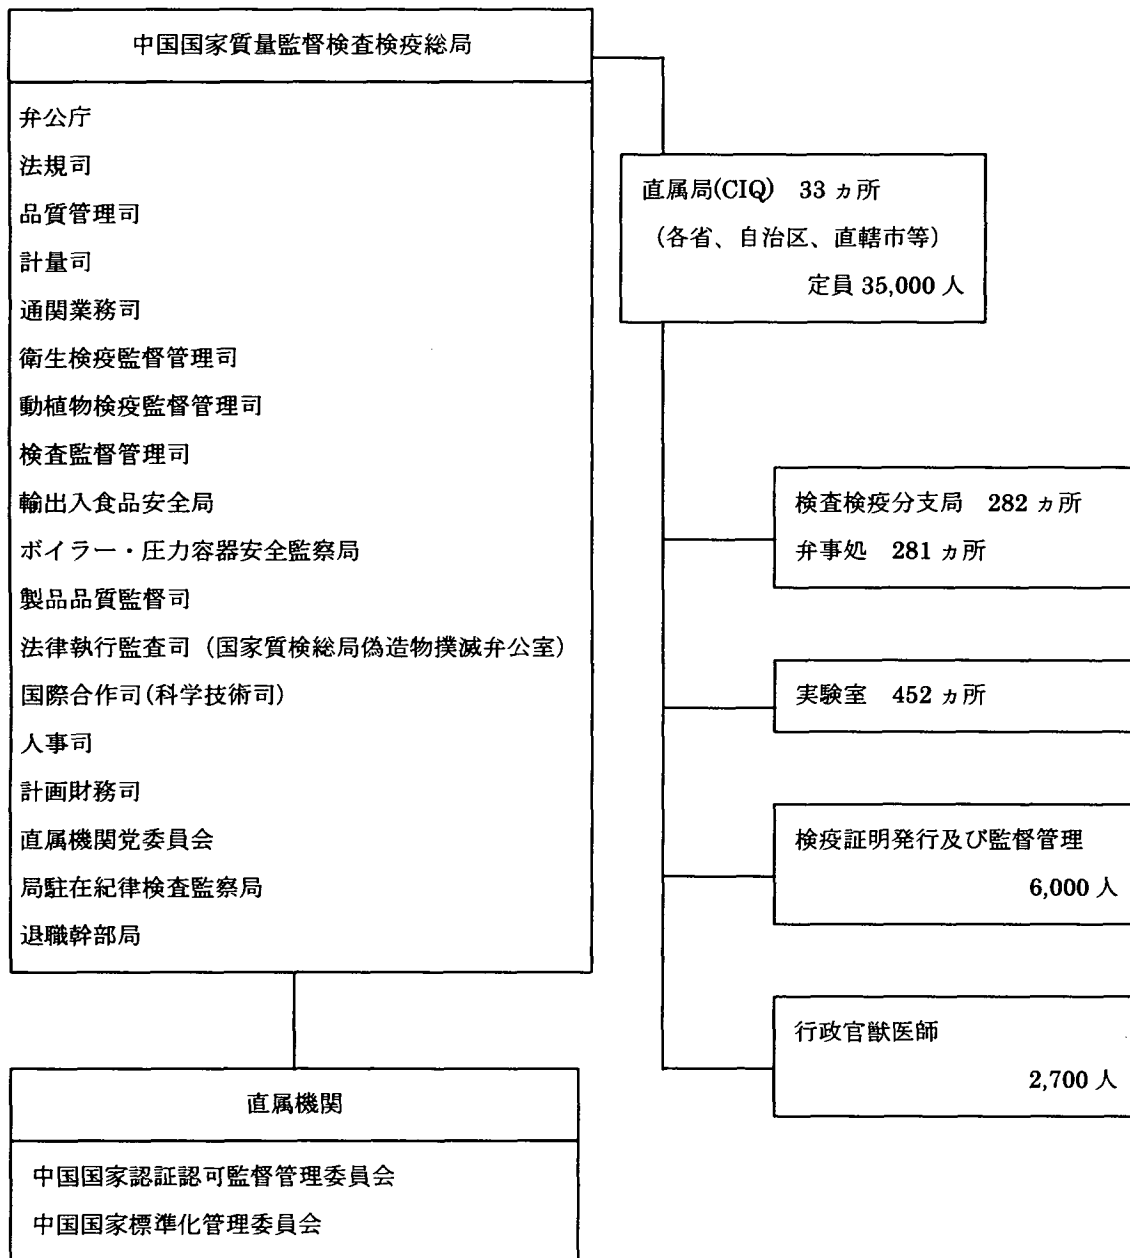 中国国家質量監督検査検疫総局
弁公庁
法規司
品質管理司
計量司
通関業務司
衛生検疫監督管理司
動植物検疫監督管理司
検査監督管理司
輸出入食品安全局
ボイラー・圧力容器安全監察局
製品品質監督司
法律執行監査司（国家質検総局偽造物撲滅弁公室）
国際合作司(科学技術司)
人事司
計画財務司
直属機関党委員会
局駐在紀律検査監察局
退職幹部局
直属機関
中国国家認証認可監督管理委員会
中国国家標準化管理委員会
直属局(CIQ)　33 ヵ所
（各省、自治区、直轄市等）
定員 35,000 人
検査検疫分支局　282 ヵ所
弁事処　281 ヵ所
実験室　452 ヵ所
検疫証明発行及び監督管理
6,000 人
行政官獣医師
2,700 人